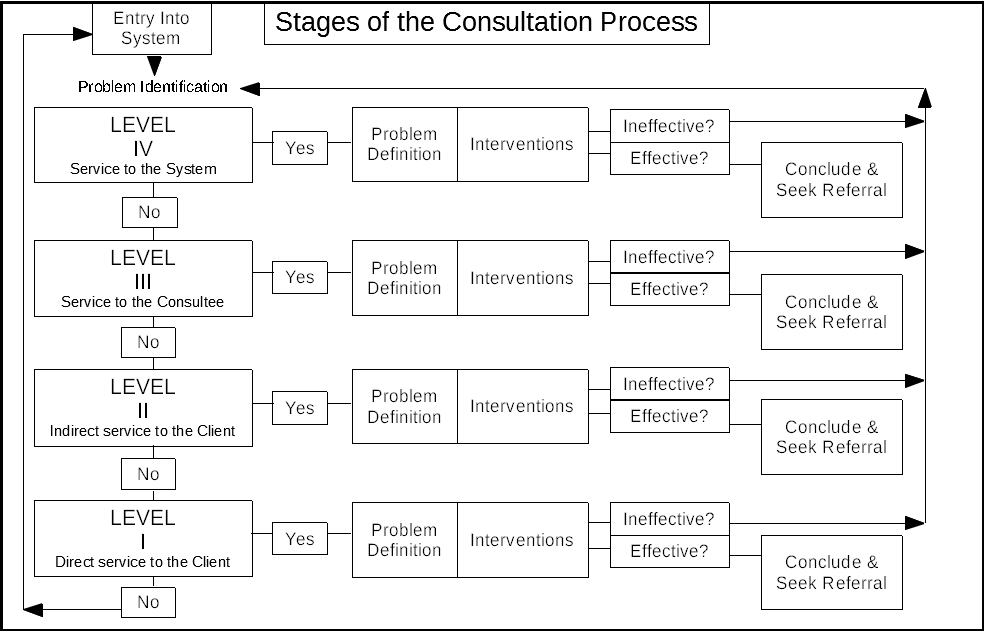 Entry Into
System
Stages of the Consultation Process
Problem Identification
LEVEL
IV
Service to the System
Yes
Problem
Definition
Interventions
Ineffective?
Effective?
Conclude &
Seek Referral
No
LEVEL
III
Service to the Consultee
Yes
Problem
Definition
Interventions
Ineffective?
Effective?
Conclude &
Seek Referral
No
LEVEL
II
Indirect service to the Client
Yes
Problem
Definition
Interventions
Ineffective?
Effective?
Conclude &
Seek Referral
No
LEVEL
I
Direct service to the Client
Yes
Problem
Definition
Interventions
Ineffective?
Effective?
Conclude &
Seek Referral
No